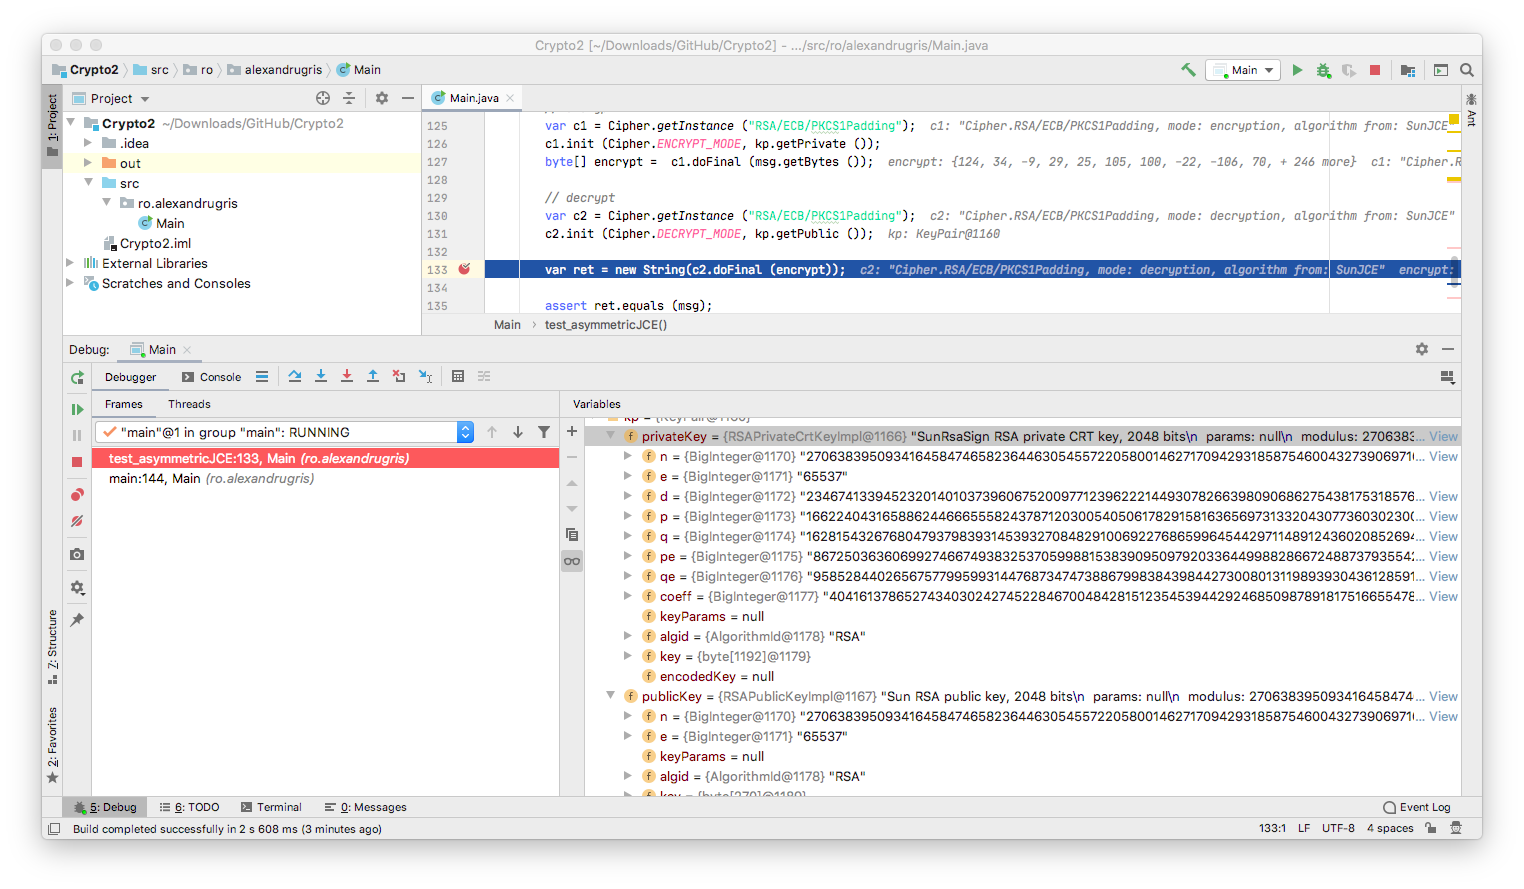 Crypto2 [~/Downloads/GitHub/Crypto2] - .../src/ro/alexandrugris/Main.java
Crypto2 src ro alexandrugris Main
Main
1: Project
Project
Main.java
Ant
Crypto2 ~/Downloads/GitHub/Crypto2
.idea
out
src
ro.alexandrugris
Main
Crypto2.iml
External Libraries
Scratches and Consoles
125 var c1 = Cipher.getInstance ("RSA/ECB/PKCS1Padding"); c1: "Cipher.RSA/ECB/PKCS1Padding, mode: encryption, algorithm from: SunJCE"
126 c1.init (Cipher.ENCRYPT_MODE, kp.getPrivate ());
127 byte[] encrypt = c1.doFinal (msg.getBytes ()); encrypt: {124, 34, -9, 29, 25, 105, 100, -22, -106, 70, + 246 more} c1: "Cipher.R
128
129 // decrypt
130 var c2 = Cipher.getInstance ("RSA/ECB/PKCS1Padding"); c2: "Cipher.RSA/ECB/PKCS1Padding, mode: decryption, algorithm from: SunJCE"
131 c2.init (Cipher.DECRYPT_MODE, kp.getPublic ()); kp: KeyPair@1160
132
133 var ret = new String(c2.doFinal (encrypt)); c2: "Cipher.RSA/ECB/PKCS1Padding, mode: decryption, algorithm from: SunJCE" encrypt:
134
135 assert ret.equals (msg);
Main › test_asymmetricJCE()
Debug: Main
Debugger Console
Frames Threads
"main"@1 in group "main": RUNNING
test_asymmetricJCE:133, Main (ro.alexandrugris)
main:144, Main (ro.alexandrugris)
Variables
privateKey = {RSAPrivateCrtKeyImpl@1166} "SunRsaSign RSA private CRT key, 2048 bits\n params: null\n modulus: 2706383... View
n = {BigInteger@1170} "27063839509341645847465823644630545572205800146271709429318587546004327390697 1(... View
e = {BigInteger@1171} "65537"
d = {BigInteger@1172} "2346741339452320140103739606752009771239622214493078266398090686275438175318576... View
p = {BigInteger@1173} "1662240431658862446665558243787120300540506178291581636569731332043077360302300... View
q = {BigInteger@1174} "1628154326768047937983931453932708482910069227686599645442971148912436020852694... View
pe = {BigInteger@1175} "867250363606992746674938325370599881538390950979203364499882866724887379355 42... View
qe = {BigInteger@1176} "9585284402656757799599314476873474738867998384398442730080131198939304361 28591... View
coeff = {BigInteger@1177} "404161378652743403024274522846700484281512354539442924685098789181751665 5478... View
keyParams = null
algid = {AlgorithmId@1178} "RSA"
key = {byte[1192]@1179}
encodedKey = null
publicKey = {RSAPublicKeyImpl@1167} "Sun RSA public key, 2048 bits\n params: null\n modulus: 270638395093416458474... View
n = {BigInteger@1170} "27063839509341645847465823644630545572205800146271709429318587546004327390697 1(... View
e = {BigInteger@1171} "65537"
keyParams = null
algid = {AlgorithmId@1178} "RSA"
Z: Structure
2: Favorites
5: Debug 6: TODO Terminal 0: Messages Event Log
Build completed successfully in 2 s 608 ms (3 minutes ago) 133:1 LF UTF-8 4 spaces